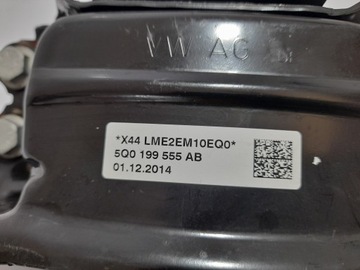 VW AG
*X44 LME2EM10EQ0*
5Q0 199 555 AB
01.12.2014